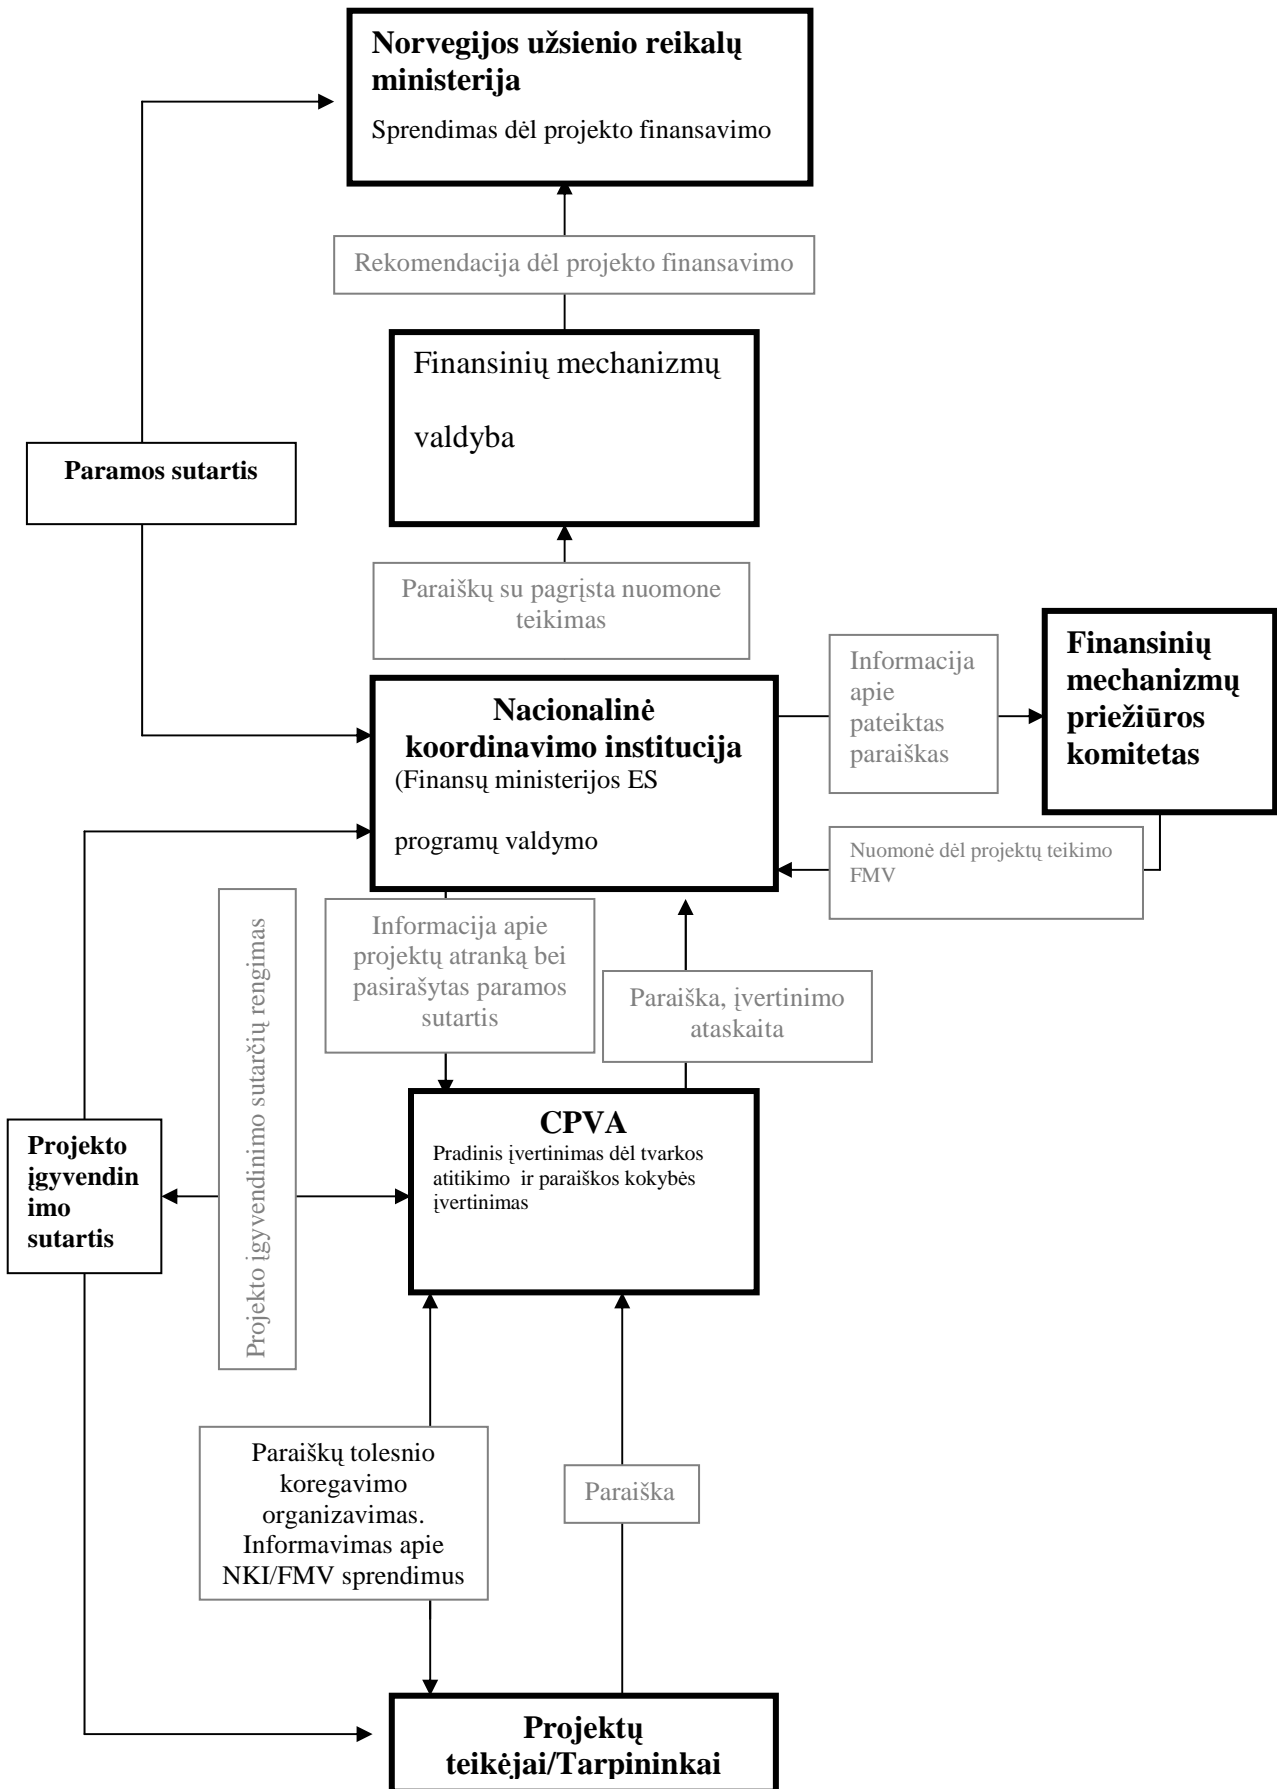 Norvegijos užsienio reikalų
ministerija
Sprendimas dėl projekto finansavimo
Rekomendacija dėl projekto finansavimo
Finansinių mechanizmų
valdyba
Paramos sutartis
Paraiškų su pagrįsta nuomone
teikimas
Informacija
apie
pateiktas
paraiškas
Finansinių
mechanizmų
priežiūros
komitetas
Nacionalinė
koordinavimo institucija
(Finansų ministerijos ES
programų valdymo
Nuomonė dėl projektų teikimo
FMV
Informacija apie
projektų atranką bei
pasirašytas paramos
sutartis
Paraiška, įvertinimo
ataskaita
Projekto įgyvendinimo sutarčių rengimas
CPVA
Pradinis įvertinimas dėl tvarkos
atitikimo  ir paraiškos kokybės
įvertinimas
Projekto
įgyvendin
imo
sutartis
Paraiškų tolesnio
koregavimo
organizavimas.
Informavimas apie
NKI/FMV sprendimus
Paraiška
Projektų
teikėjai/Tarpininkai